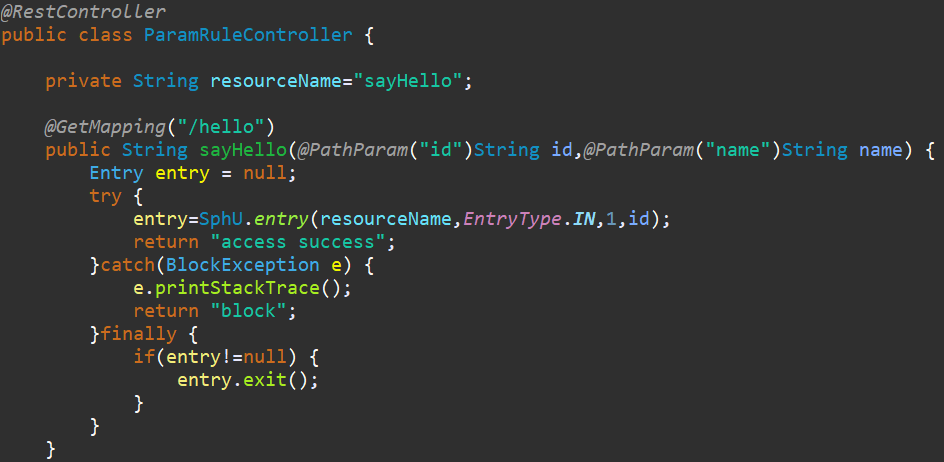 @RestController
public class ParamRuleController {
private String resourceName="sayHello";
@GetMapping("/hello")
public String sayHello(@PathParam("id")String id,@PathParam("name")String name) {
Entry entry = null;
try {
entry=SphU.entry(resourceName,EntryType.IN,1,id);
return "access success";
}catch(BlockException e) {
e.printStackTrace();
return "block";
}finally {
if(entry!=null) {
entry.exit();
}
}
}